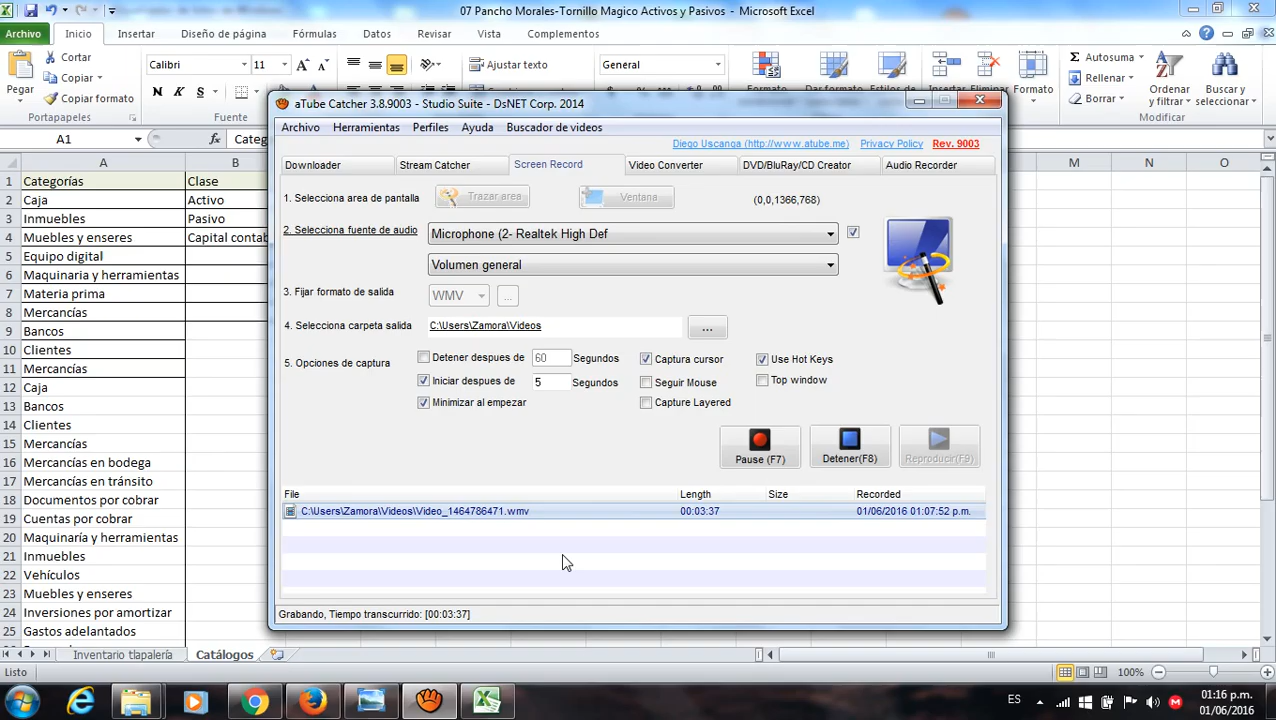 07 Pancho Morales-Tornillo Magico Activos y Pasivos - Microsoft Excel
Archivo Inicio Insertar Diseño de página Fórmulas Datos Revisar Vista Complementos
Cortar
Copiar
Copiar formato
Pegar
Portapapeles
Calibri 11
N K S
Fuente
Ajustar texto
General
Formato
Insertar Eliminar Formato
Autosuma
Rellenar
Borrar
Ordenar y filtrar
Buscar y seleccionar
Modificar
A1 fx Categ
A B M N O
1 Categorías Clase
2 Caja Activo
3 Inmuebles Pasivo
4 Muebles y enseres Capital contab
5 Equipo digital
6 Maquinaria y herramientas
7 Materia prima
8 Mercancías
9 Bancos
10 Clientes
11 Mercancías
12 Caja
13 Bancos
14 Clientes
15 Mercancías
16 Mercancías en bodega
17 Mercancías en tránsito
18 Documentos por cobrar
19 Cuentas por cobrar
20 Maquinaría y herramientas
21 Inmuebles
22 Vehículos
23 Muebles y enseres
24 Inversiones por amortizar
25 Gastos adelantados
Inventario tlapalería Catálogos
Listo 100%
aTube Catcher 3.8.9003 - Studio Suite - DsNET Corp. 2014
Archivo Herramientas Perfiles Ayuda Buscador de videos
Diego Uscanga (http://www.atube.me) Privacy Policy Rev. 9003
Downloader Stream Catcher Screen Record Video Converter DVD/BluRay/CD Creator Audio Recorder
1. Selecciona area de pantalla Trazar area Ventana (0,0,1366,768)
2. Selecciona fuente de audio Microphone (2- Realtek High Def
Volumen general
3. Fijar formato de salida WMV ...
4. Selecciona carpeta salida C:\Users\Zamora\Videos ...
5. Opciones de captura Detener despues de 60 Segundos Captura cursor Use Hot Keys
Iniciar despues de 5 Segundos Seguir Mouse Top window
Minimizar al empezar Capture Layered
Pause (F7) Detener(F8) Reproducir(F9)
File Length Size Recorded
C:\Users\Zamora\Videos\Video_1464786471.wmv 00:03:37 01/06/2016 01:07:52 p.m.
Grabando, Tiempo transcurrido: [00:03:37]
ES 01:16 p.m.
01/06/2016